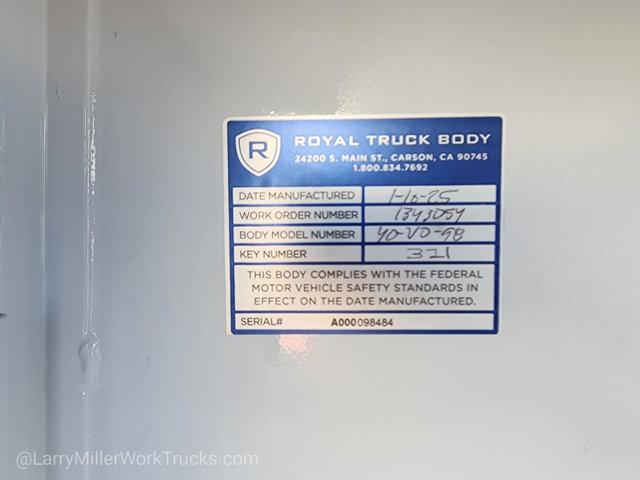 R
ROYAL TRUCK BODY
24200 S. MAIN ST., CARSON, CA 90745
1.800.834.7692
DATE MANUFACTURED 1-10-25
WORK ORDER NUMBER 1343054
BODY MODEL NUMBER 40-VO-98
KEY NUMBER 321
THIS BODY COMPLIES WITH THE FEDERAL
MOTOR VEHICLE SAFETY STANDARDS IN
EFFECT ON THE DATE MANUFACTURED.
SERIAL# A000098484
@LarryMillerWorkTrucks.com